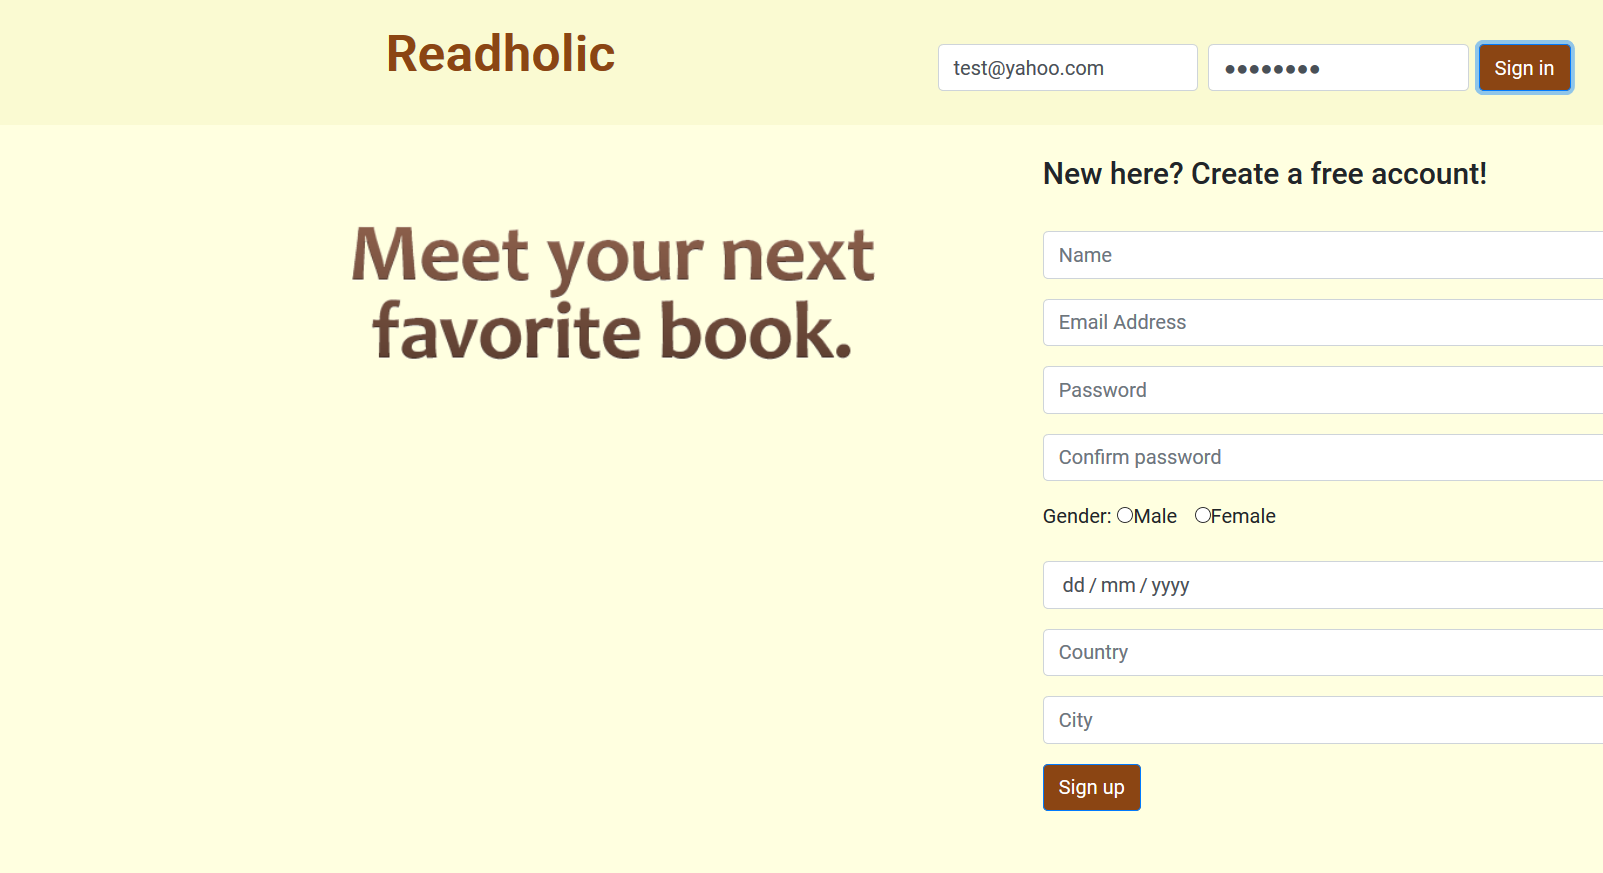 Readholic
test@yahoo.com ●●●●●●●● Sign in
New here? Create a free account!
Meet your next
favorite book.
Name
Email Address
Password
Confirm password
Gender: Male Female
dd / mm / yyyy
Country
City
Sign up